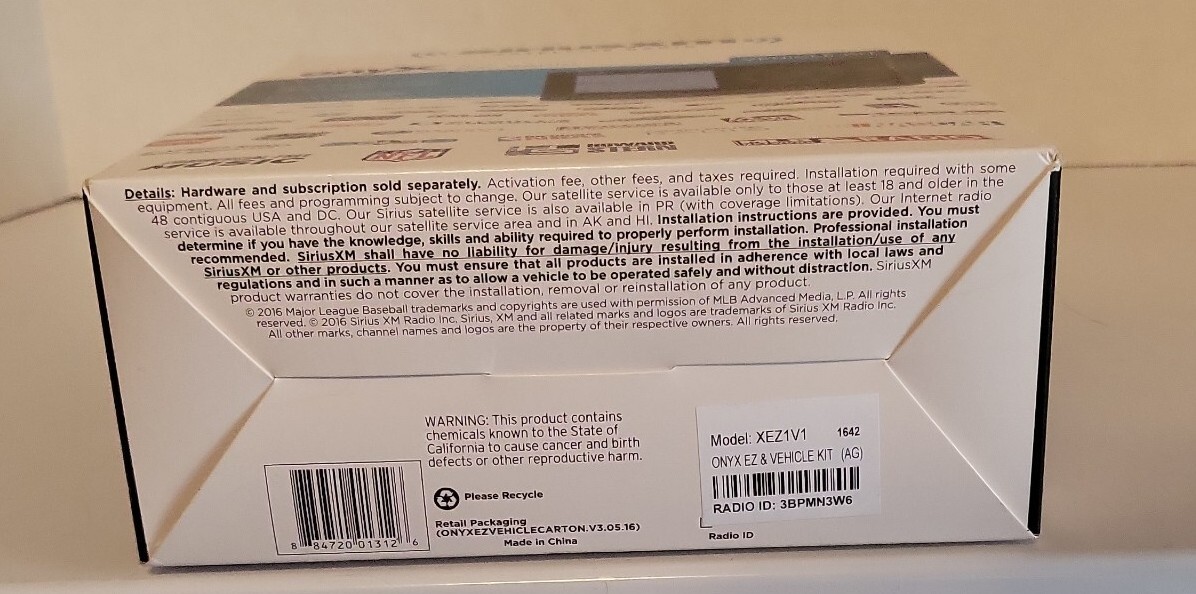 Details: Hardware and subscription sold separately. Activation fee, other fees, and taxes required. Installation required with some
equipment. All fees and programming subject to change. Our satellite service is available only to those at least 18 and older in the
48 contiguous USA and DC. Our Sirius satellite service is also available in PR (with coverage limitations). Our Internet radio
service is available throughout our satellite service area and in AK and HI. Installation instructions are provided. You must
determine if you have the knowledge, skills and ability required to properly perform installation. Professional installation
recommended. SiriusXM shall have no liability for damage/injury resulting from the installation/use of any
SiriusXM or other products. You must ensure that all products are installed in adherence with local laws and
regulations and in such a manner as to allow a vehicle to be operated safely and without distraction. SiriusXM
product warranties do not cover the installation, removal or reinstallation of any product.
© 2016 Major League Baseball trademarks and copyrights are used with permission of MLB Advanced Media, L.P. All rights
reserved. © 2016 Sirius XM Radio Inc. Sirius, XM and all related marks and logos are trademarks of Sirius XM Radio Inc.
All other marks, channel names and logos are the property of their respective owners. All rights reserved.
WARNING: This product contains
chemicals known to the State of
California to cause cancer and birth
defects or other reproductive harm.
Please Recycle
Retail Packaging
(ONYXEZVEHICLECARTON.V3.05.16)
Made in China
8 84720 01312 6
Model: XEZ1V1 1642
ONYX EZ & VEHICLE KIT (AG)
RADIO ID: 3BPMN3W6
Radio ID